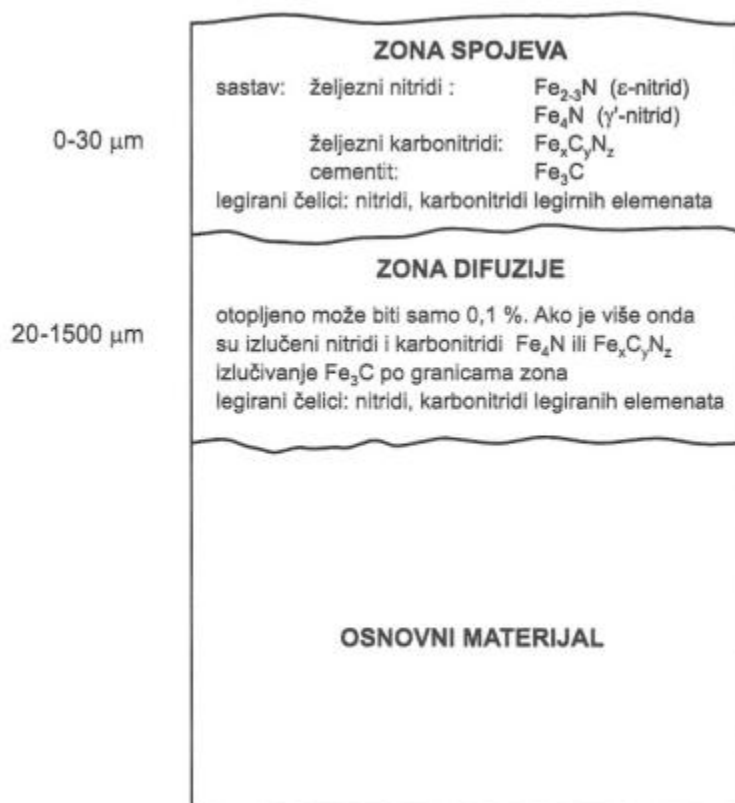 ZONA SPOJEVA
sastav: željezni nitridi : Fe₂₋₃N (ε-nitrid)
Fe₄N (γ'-nitrid)
0-30 μm
željezni karbonitridi: FeₓCᵧN_z
cementit: Fe₃C
legirani čelici: nitridi, karbonitridi legirnih elemenata
ZONA DIFUZIJE
20-1500 μm
otopljeno može biti samo 0,1 %. Ako je više onda
su izlučeni nitridi i karbonitridi Fe₄N ili FeₓCᵧN_z
izlučivanje Fe₃C po granicama zona
legirani čelici: nitridi, karbonitridi legiranih elemenata
OSNOVNI MATERIJAL